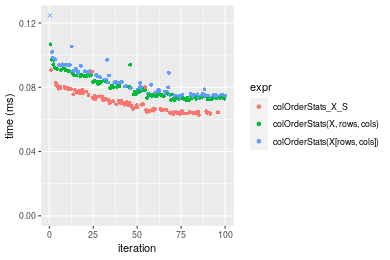 0.12
0.08
0.04
0.00
time (ms)
0
25
50
75
100
iteration
expr
colOrderStats_X_S
colOrderStats(X, rows, cols)
colOrderStats(X[rows, cols])